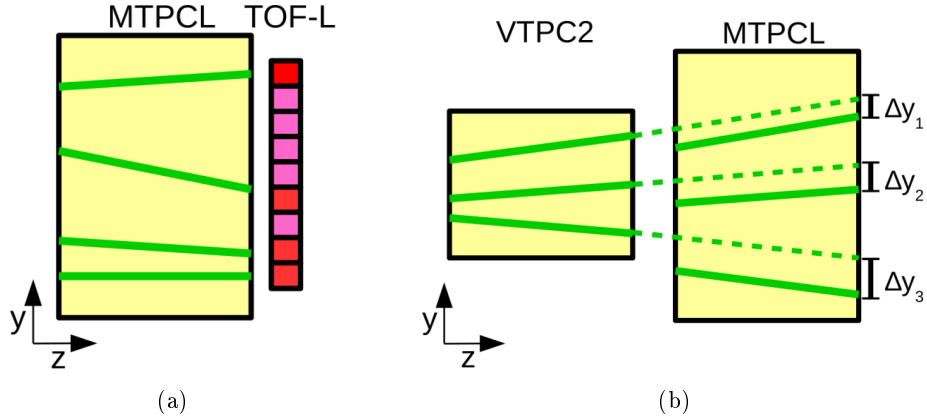 MTPCL TOF-L
y
z
(a)
VTPC2 MTPCL
Δy1
Δy2
Δy3
y
z
(b)